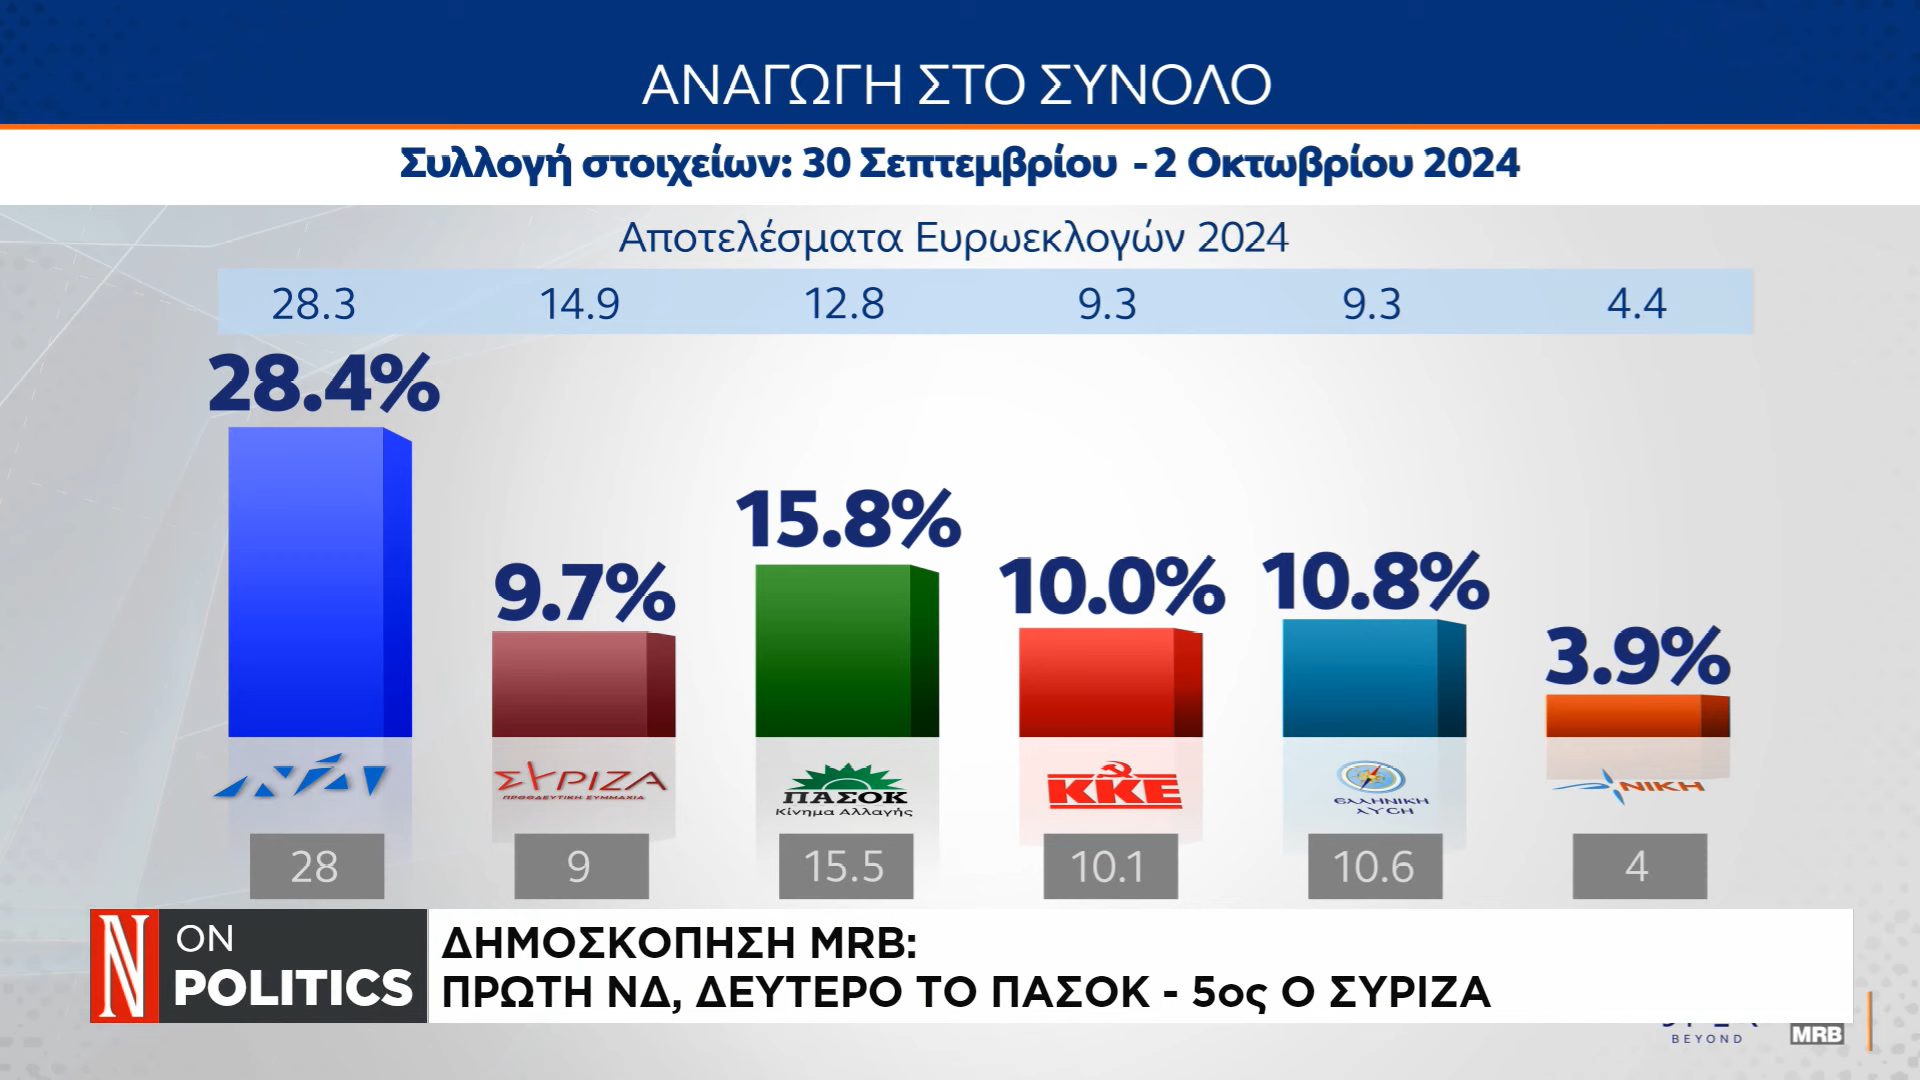 ΑΝΑΓΩΓΗ ΣΤΟ ΣΥΝΟΛΟ
Συλλογή στοιχείων: 30 Σεπτεμβρίου - 2 Οκτωβρίου 2024
Αποτελέσματα Ευρωεκλογών 2024
28.3 14.9 12.8 9.3 9.3 4.4
28.4% 9.7% 15.8% 10.0% 10.8% 3.9%
ΣΥΡΙΖΑ
ΠΡΟΟΔΕΥΤΙΚΗ ΣΥΜΜΑΧΙΑ
ΠΑΣΟΚ
Κίνημα Αλλαγής
ΚΚΕ
ΕΛΛΗΝΙΚΗ
ΛΥΣΗ
ΝΙΚΗ
28 9 15.5 10.1 10.6 4
N ON
POLITICS
ΔΗΜΟΣΚΟΠΗΣΗ MRB:
ΠΡΩΤΗ ΝΔ, ΔΕΥΤΕΡΟ ΤΟ ΠΑΣΟΚ - 5ος Ο ΣΥΡΙΖΑ
BEYOND
MRB